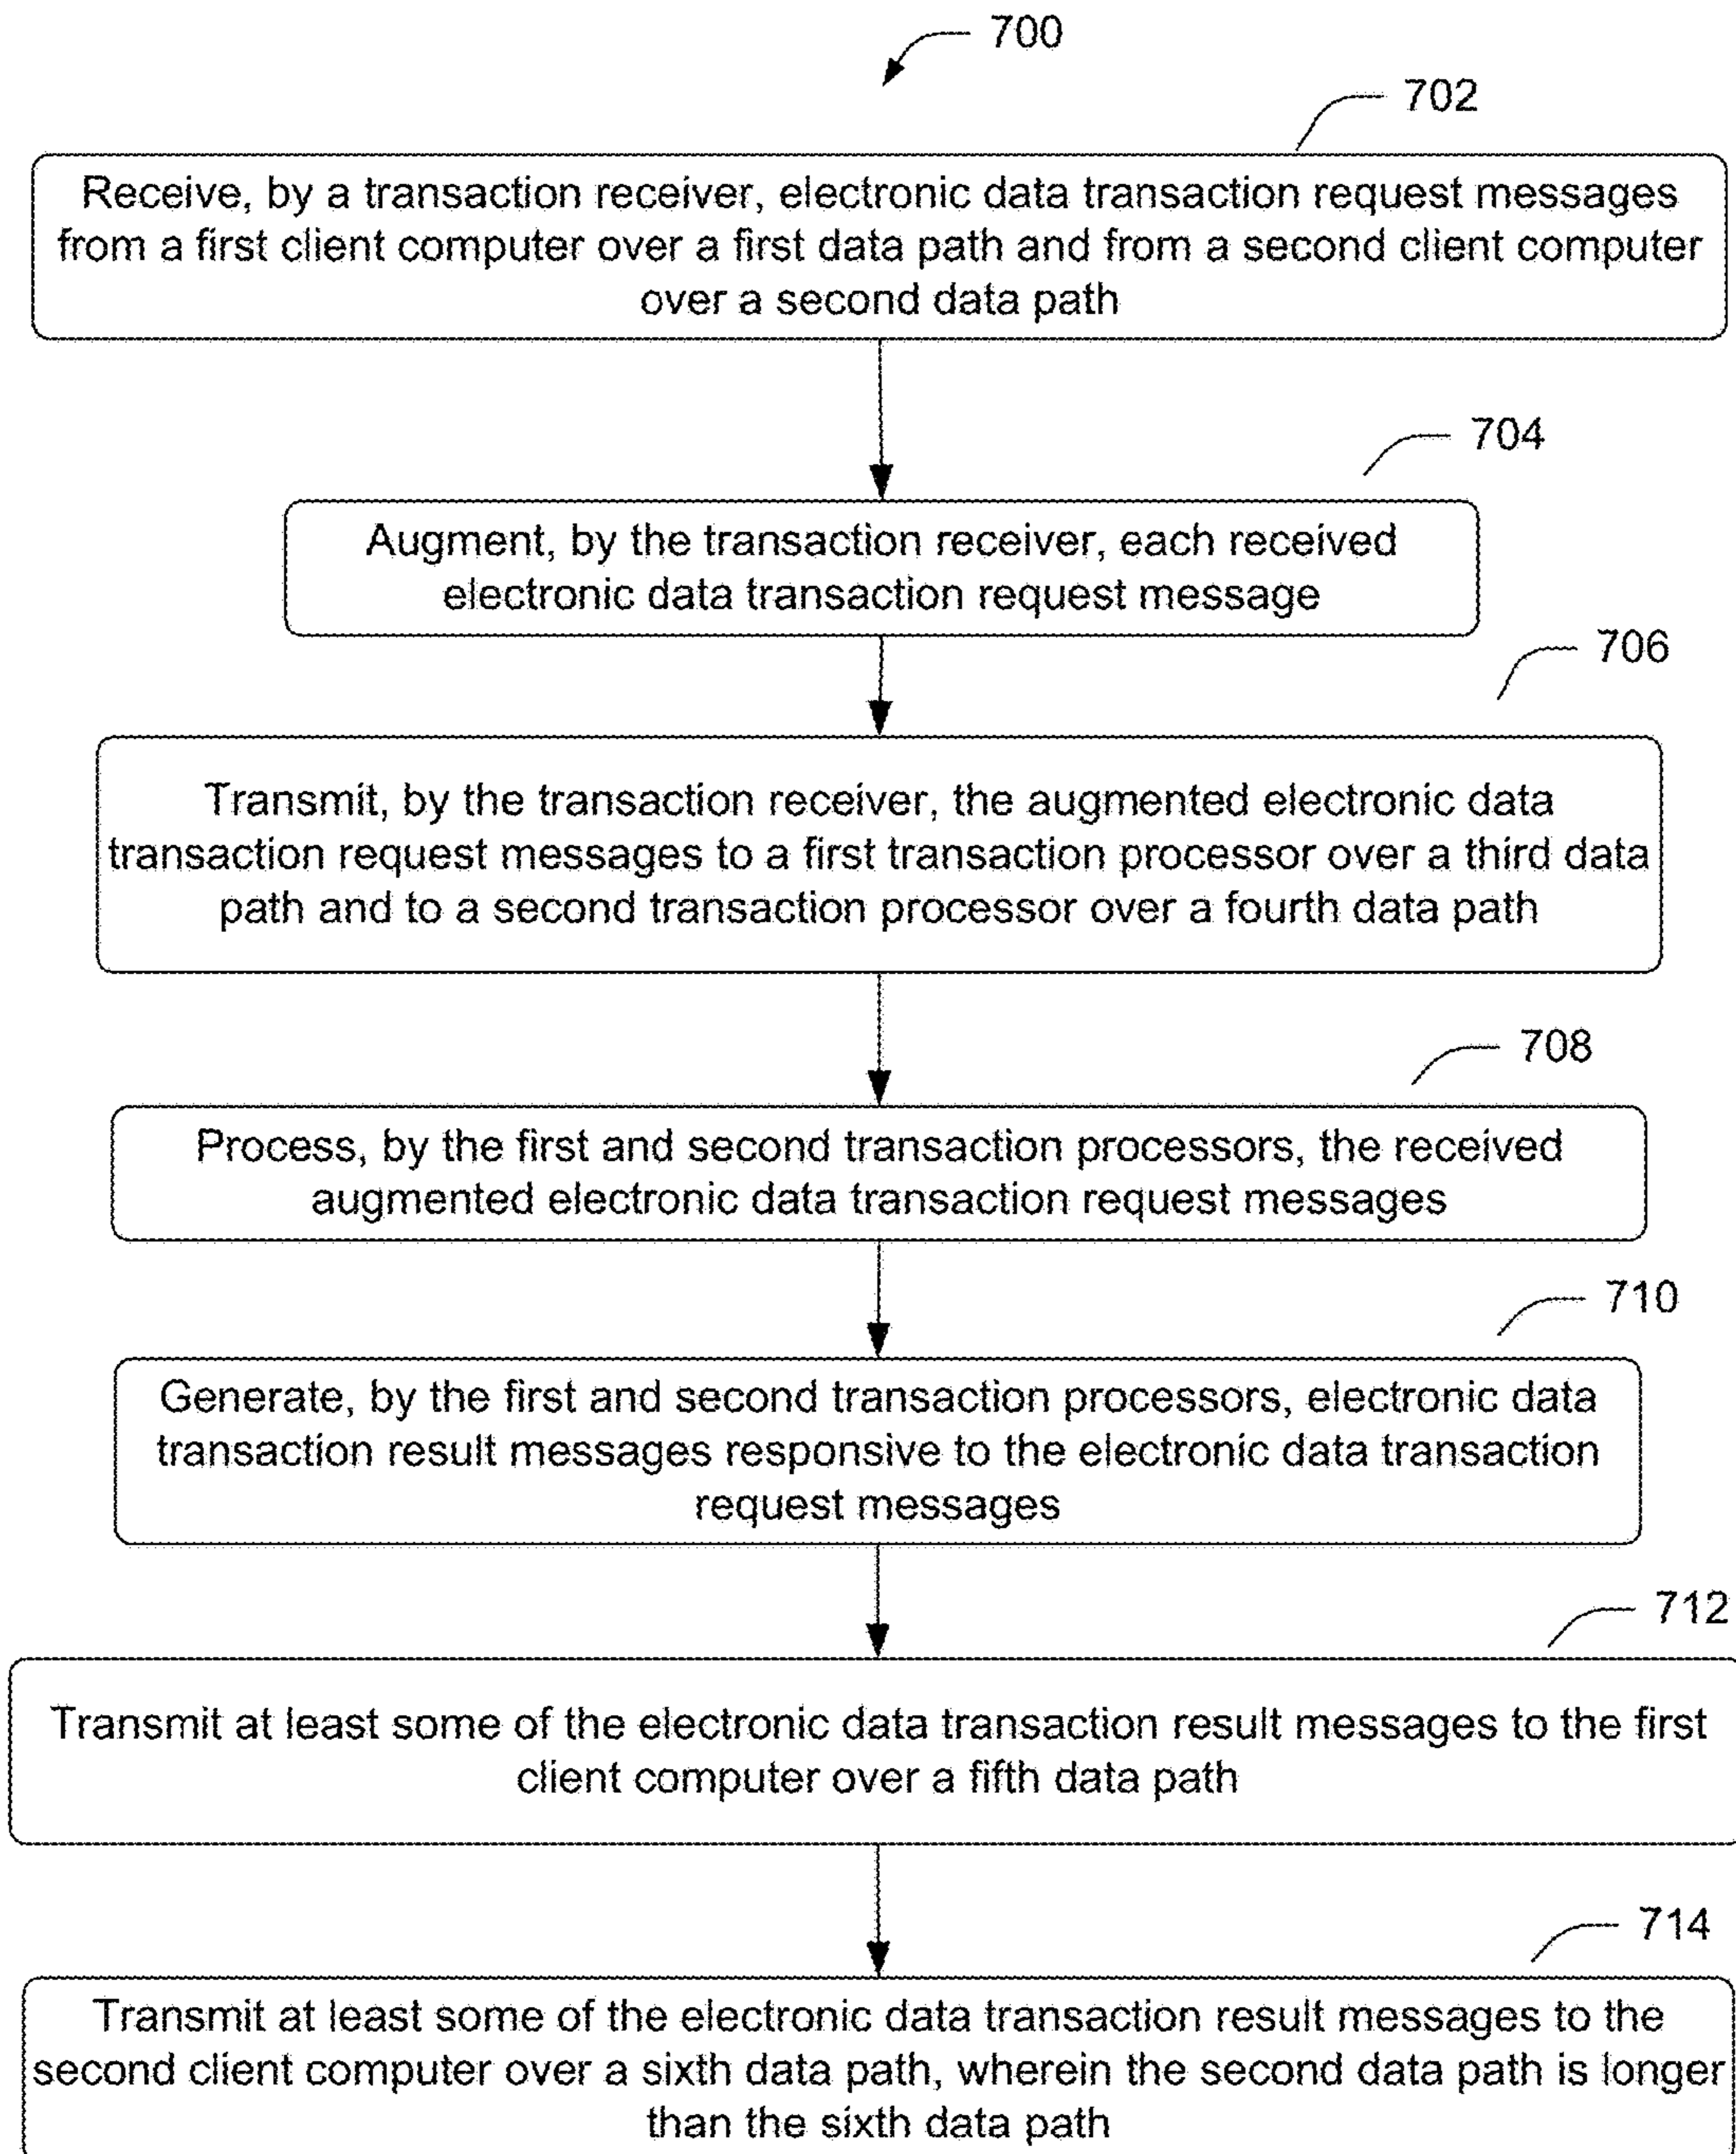 700
702
Receive, by a transaction receiver, electronic data transaction request messages
from a first client computer over a first data path and from a second client computer
over a second data path
704
Augment, by the transaction receiver, each received
electronic data transaction request message
706
Transmit, by the transaction receiver, the augmented electronic data
transaction request messages to a first transaction processor over a third data
path and to a second transaction processor over a fourth data path
708
Process, by the first and second transaction processors, the received
augmented electronic data transaction request messages
710
Generate, by the first and second transaction processors, electronic data
transaction result messages responsive to the electronic data transaction
request messages
712
Transmit at least some of the electronic data transaction result messages to the first
client computer over a fifth data path
714
Transmit at least some of the electronic data transaction result messages to the
second client computer over a sixth data path, wherein the second data path is longer
than the sixth data path